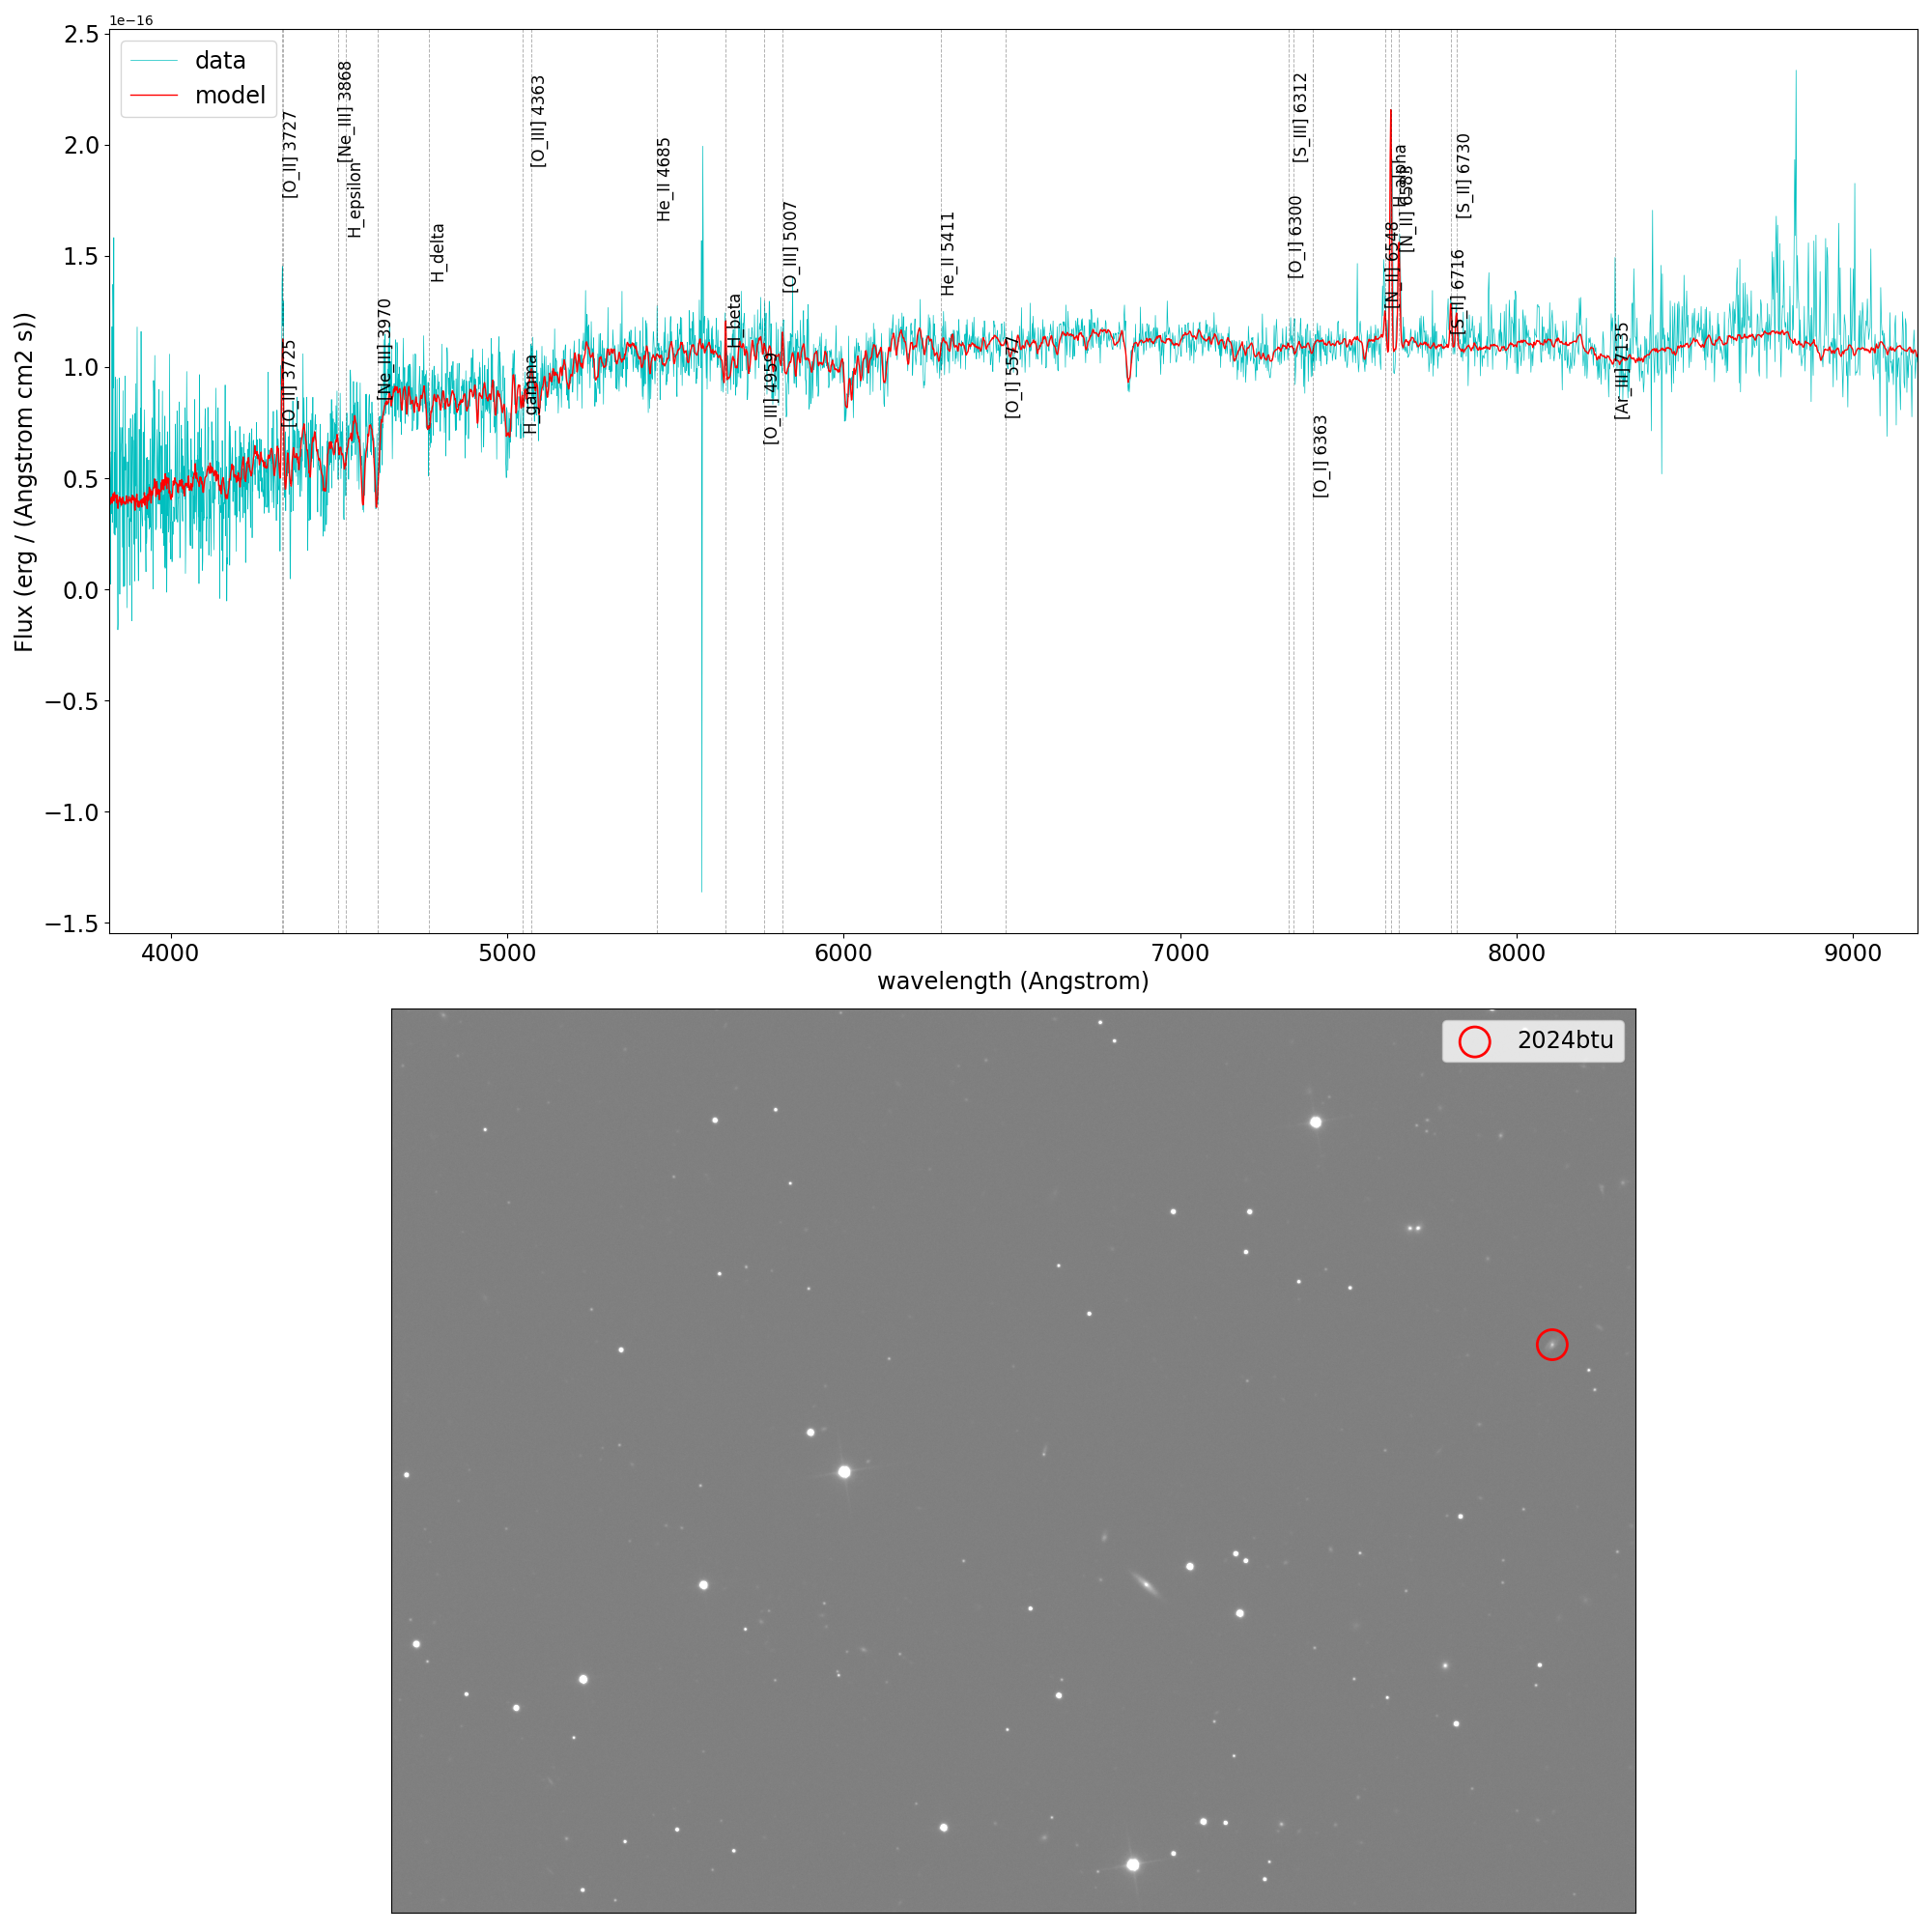 1e−16
2.5
2.0
1.5
1.0
0.5
0.0
−0.5
−1.0
−1.5
Flux (erg / (Angstrom cm2 s))
data
model
[O_II] 3725
[O_II] 3727
[Ne_III] 3868
H_epsilon
[Ne_III] 3970
H_delta
H_gamma
[O_III] 4363
He_II 4685
H_beta
[O_III] 4959
[O_III] 5007
He_II 5411
[O_I] 5577
[O_I] 6300
[S_III] 6312
[O_I] 6363
[N_II] 6548
H_alpha
[N_II] 6583
[S_II] 6716
[S_II] 6730
[Ar_III] 7135
4000 5000 6000 7000 8000 9000
wavelength (Angstrom)
2024btu